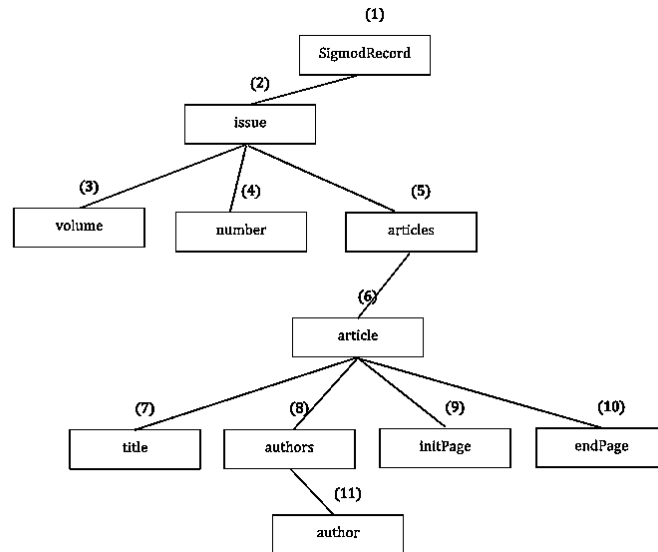 (1)
SigmodRecord
(2)
issue
(3) (4) (5)
volume number articles
(6)
article
(7) (8) (9) (10)
title authors initPage endPage
(11)
author